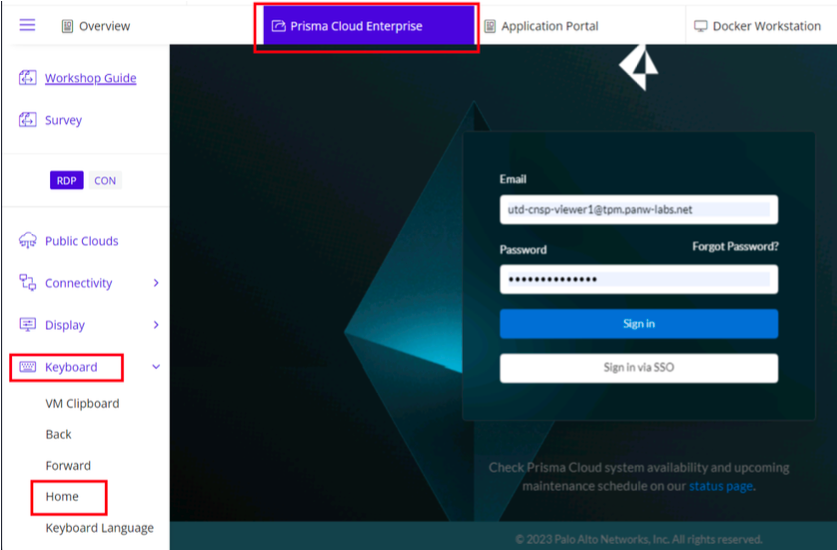 Overview
Prisma Cloud Enterprise
Application Portal
Docker Workstation
Workshop Guide
Survey
RDP CON
Public Clouds
Connectivity
Display
Keyboard
VM Clipboard
Back
Forward
Home
Keyboard Language
Email
utd-cnsp-viewer1@tpm.panw-labs.net
Password Forgot Password?
••••••••••••••
Sign in
Sign in via SSO
Check Prisma Cloud system availability and upcoming
maintenance schedule on our status page.
© 2023 Palo Alto Networks, Inc. All rights reserved.